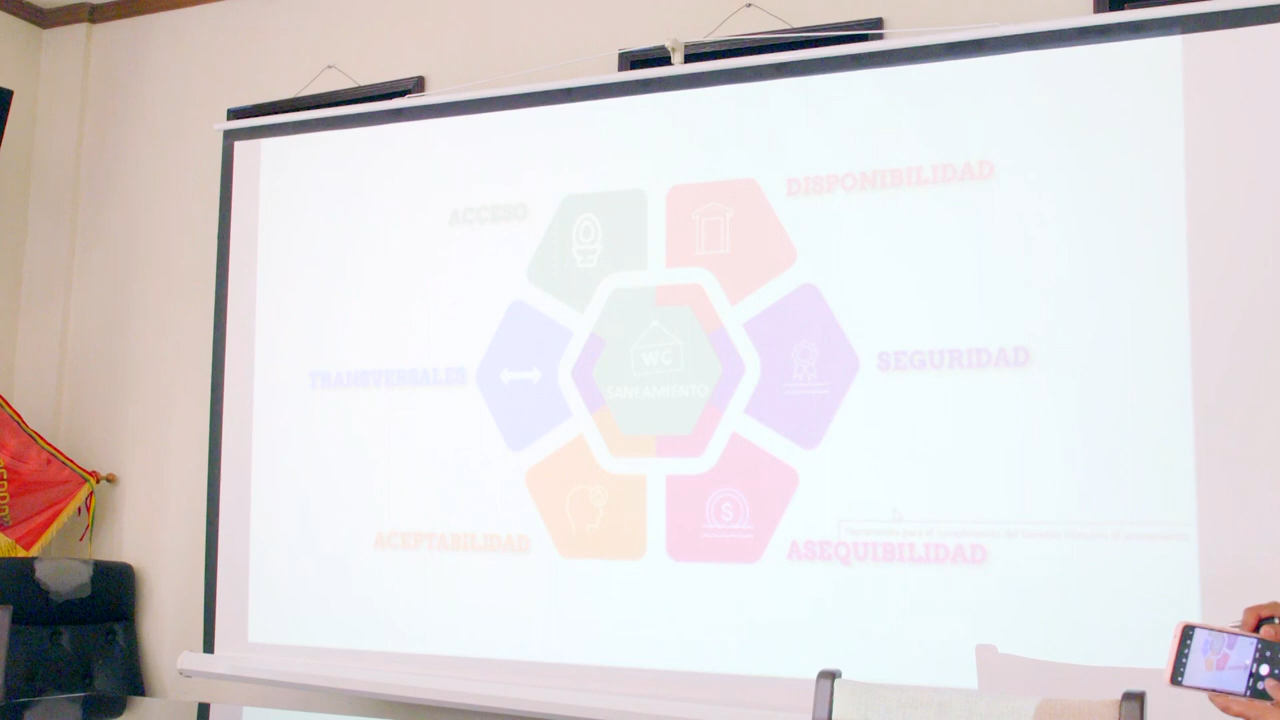 DISPONIBILIDAD
ACCESO
WC
SANEAMIENTO
SEGURIDAD
TRANSVERSALES
ACEPTABILIDAD
$
ASEQUIBILIDAD